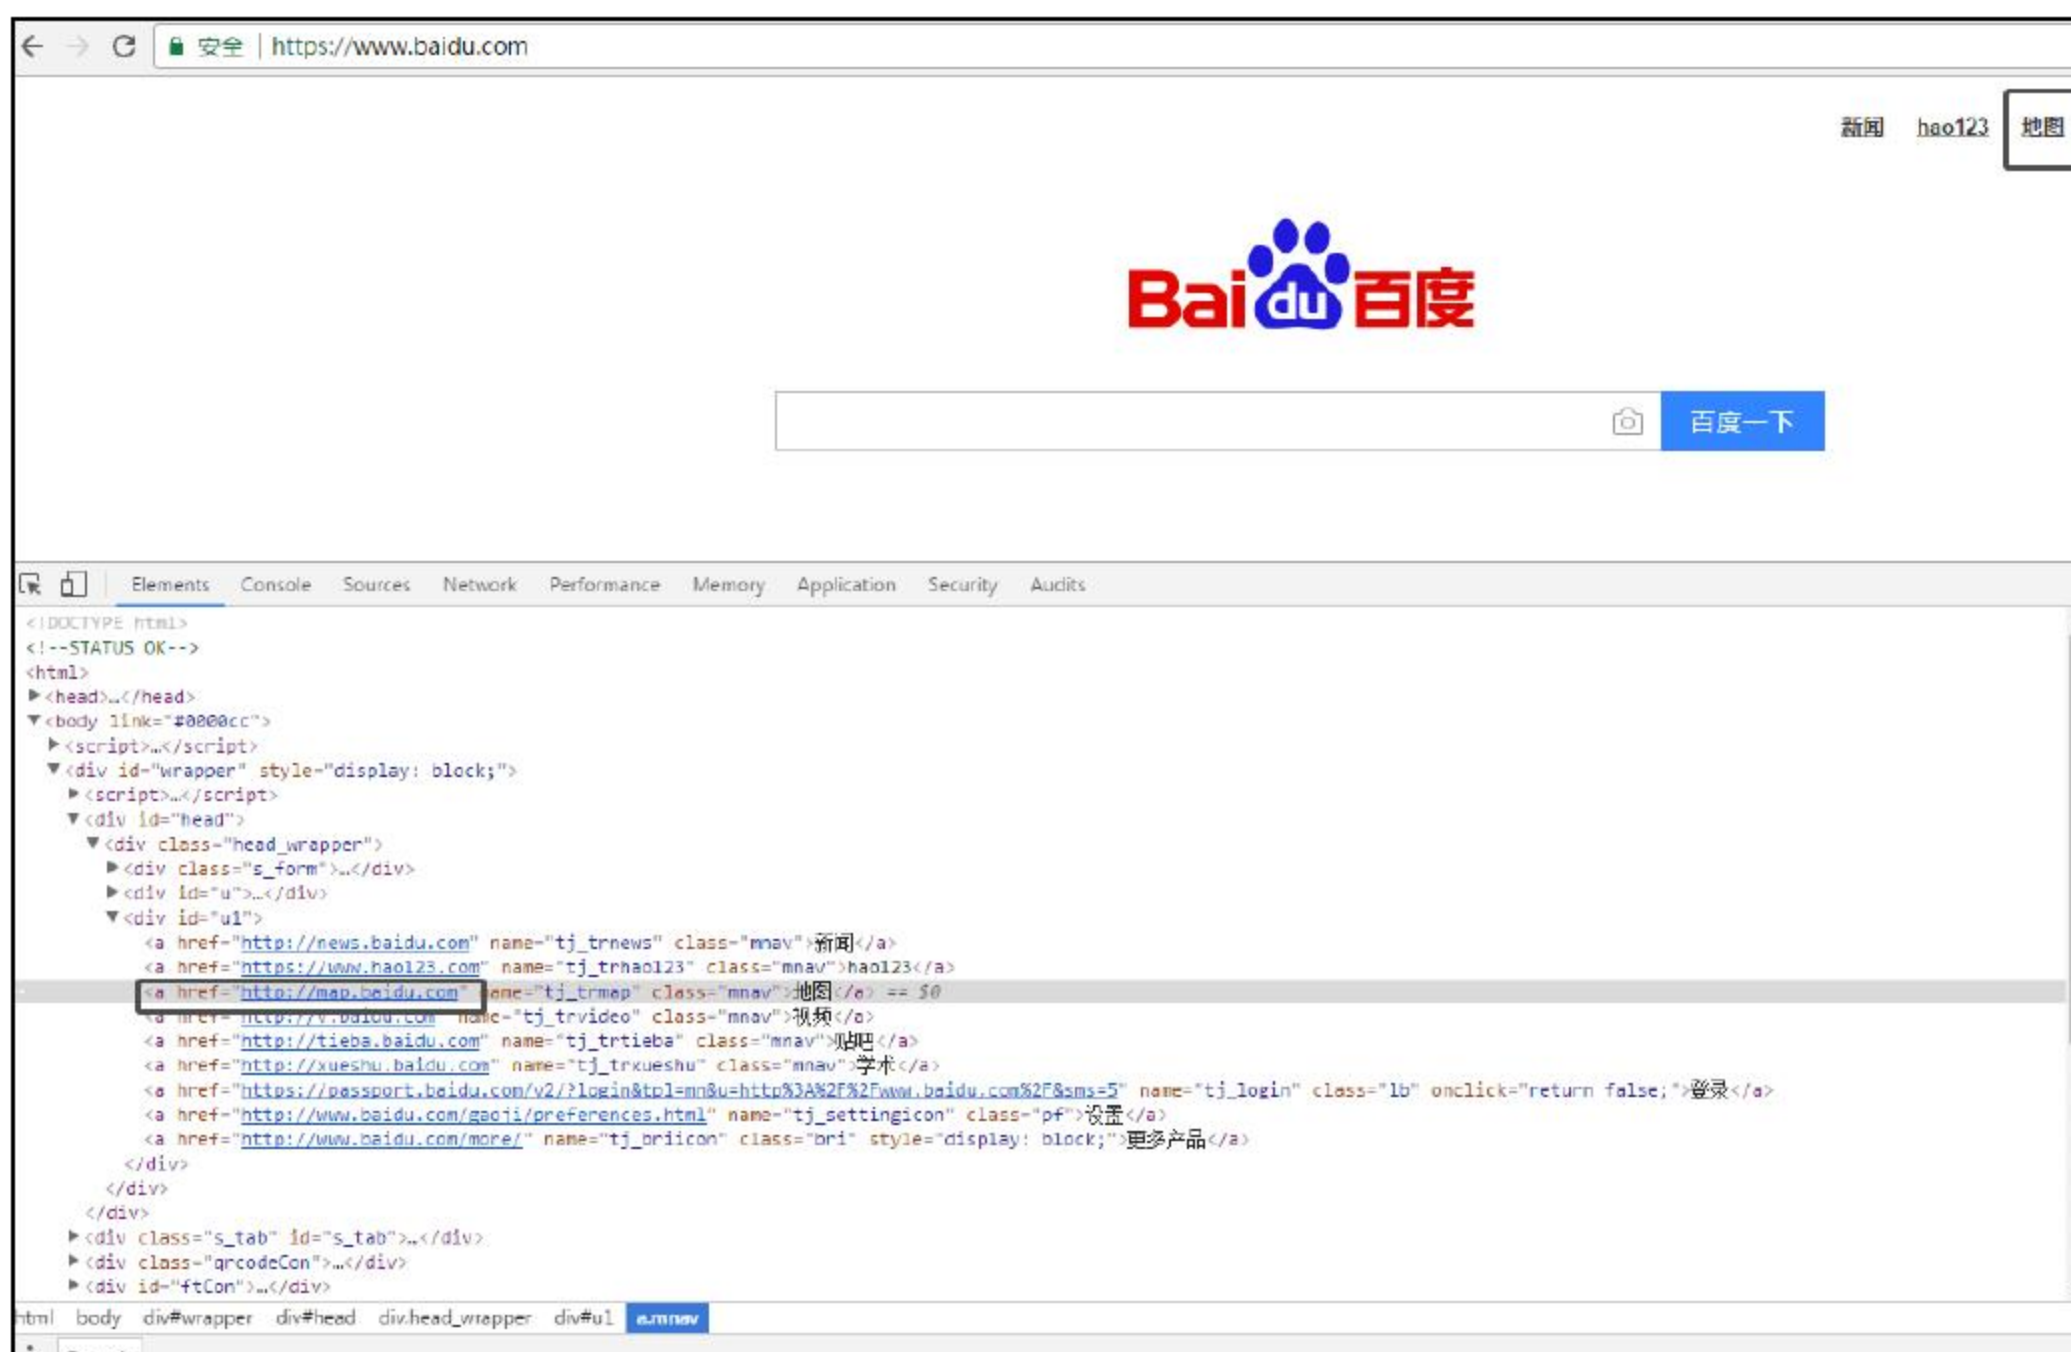 安全 | https://www.baidu.com
新闻 hao123 地图
Bai du 百度
百度一下
Elements Console Sources Network Performance Memory Application Security Audits
<!DOCTYPE html>
<!--STATUS OK-->
<html>
<head>…</head>
<body link="#0000cc">
<script>…</script>
<div id="wrapper" style="display: block;">
<script>…</script>
<div id="head">
<div class="head_wrapper">
<div class="s_form">…</div>
<div id="u">…</div>
<div id="u1">
<a href="http://news.baidu.com" name="tj_trnews" class="mnav">新闻</a>
<a href="https://www.hao123.com" name="tj_trhao123" class="mnav">hao123</a>
<a href="http://map.baidu.com" name="tj_trmap" class="mnav">地图</a> == $0
<a href="http://v.baidu.com" name="tj_trvideo" class="mnav">视频</a>
<a href="http://tieba.baidu.com" name="tj_trtieba" class="mnav">贴吧</a>
<a href="http://xueshu.baidu.com" name="tj_trxueshu" class="mnav">学术</a>
<a href="https://passport.baidu.com/v2/?login&tpl=mn&u=http%3A%2F%2Fwww.baidu.com%2F&sms=5" name="tj_login" class="lb" onclick="return false;">登录</a>
<a href="http://www.baidu.com/gaoji/preferences.html" name="tj_settingicon" class="pf">设置</a>
<a href="http://www.baidu.com/more/" name="tj_briicon" class="bri" style="display: block;">更多产品</a>
</div>
</div>
</div>
<div class="s_tab" id="s_tab">…</div>
<div class="qrcodeCon">…</div>
<div id="ftCon">…</div>
html body div#wrapper div#head div.head_wrapper div#u1 a.mnav